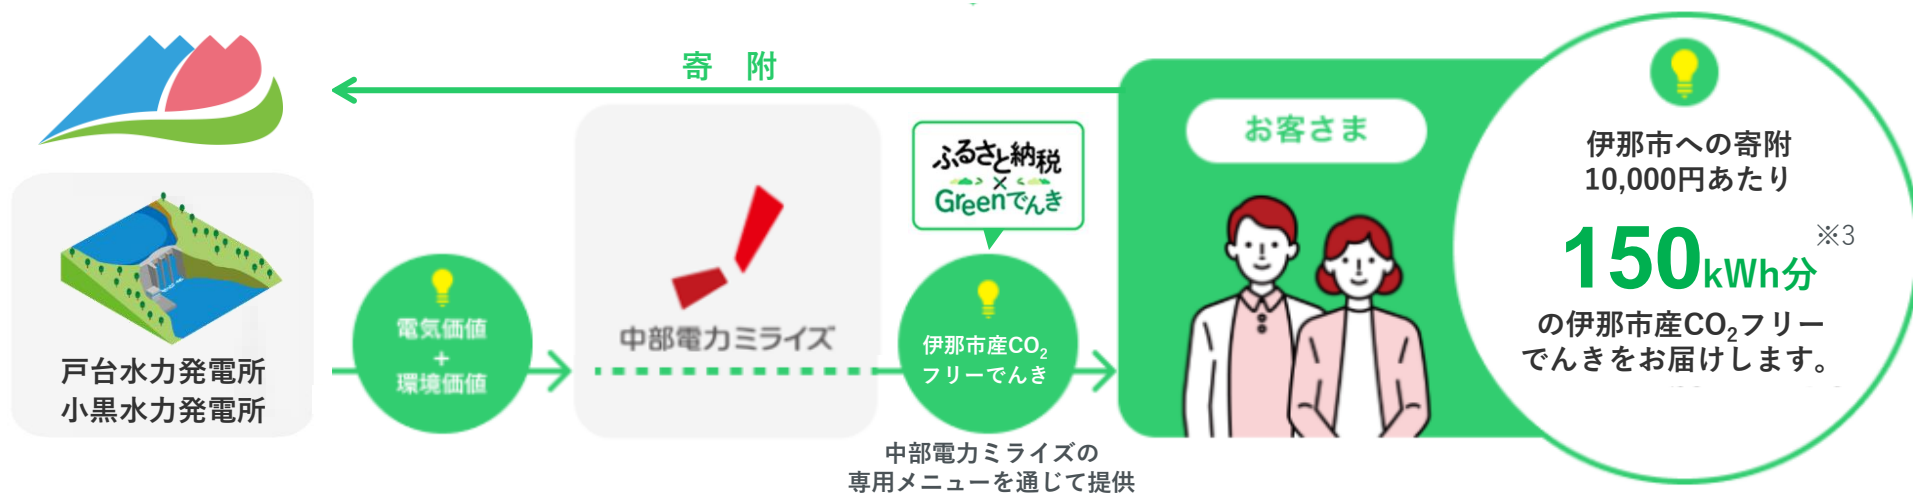 寄　附
戸台水力発電所
小黒水力発電所
電気価値
+
環境価値
中部電力ミライズ
ふるさと納税
×
Greenでんき
伊那市産CO₂
フリーでんき
中部電力ミライズの
専用メニューを通じて提供
お客さま
伊那市への寄附
10,000円あたり
150kWh分※3
の伊那市産CO₂フリー
でんきをお届けします。